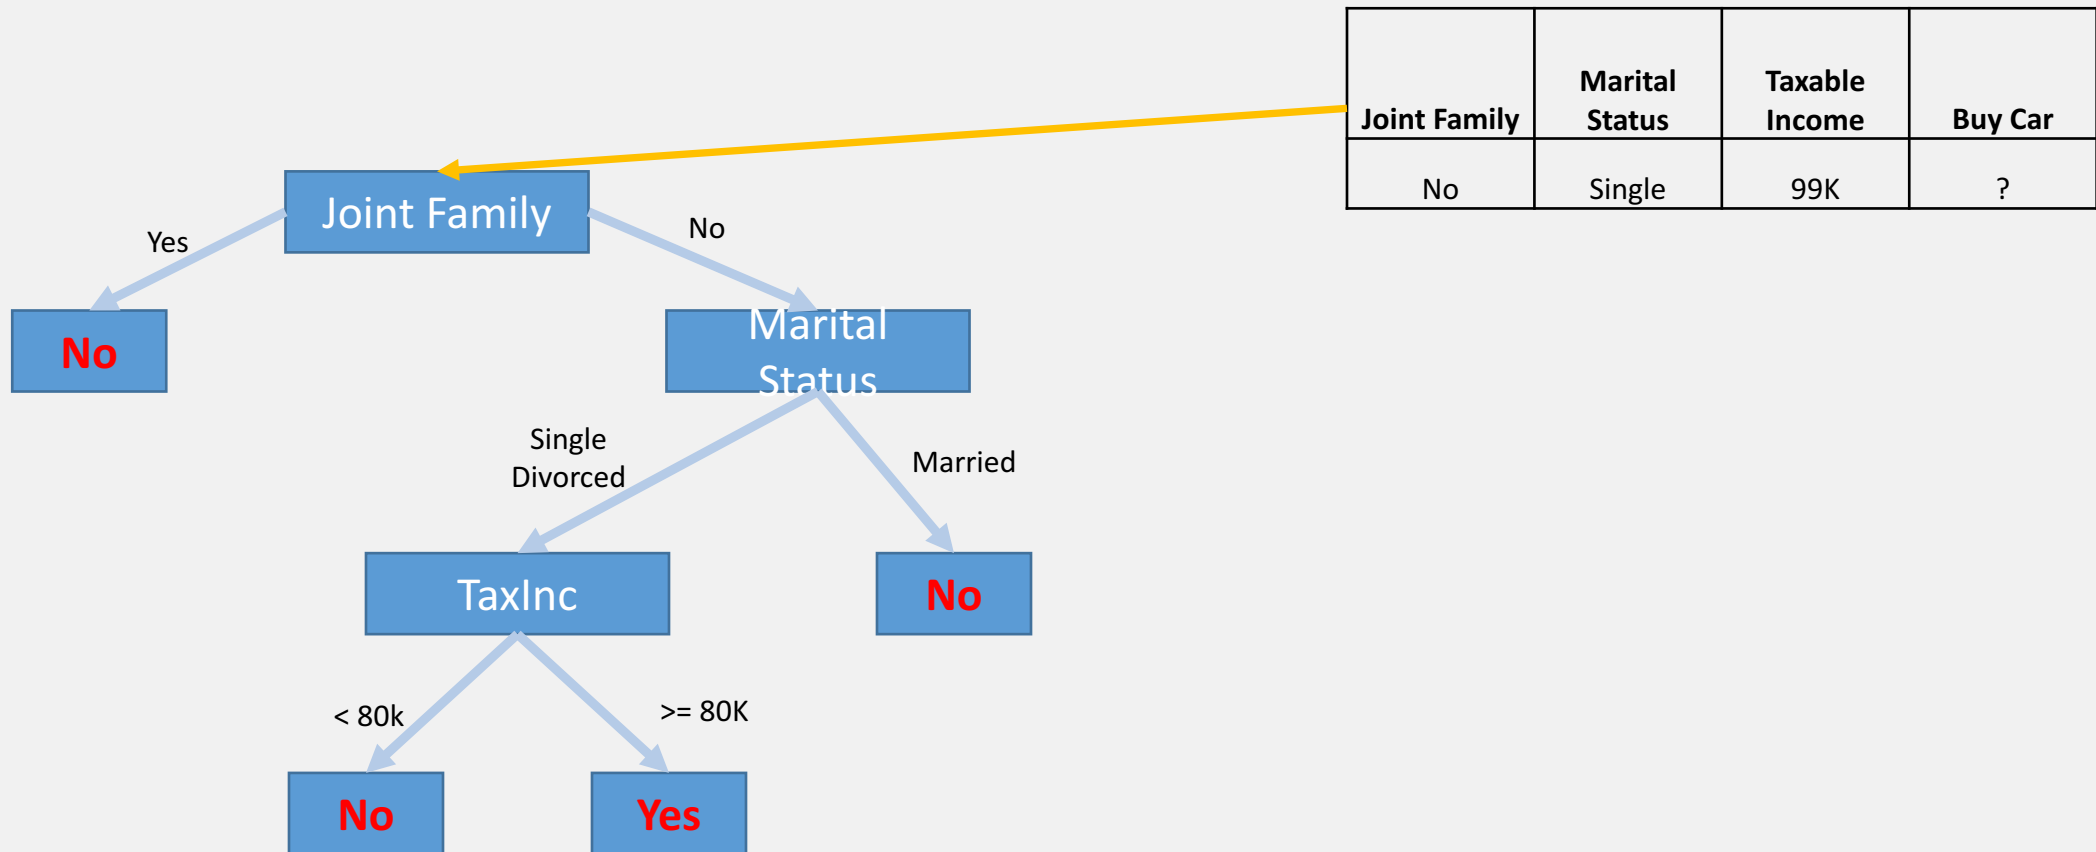 Joint Family
Marital
Status
Taxable
Income
Buy Car
No
Single
99K
?
Joint Family
Yes
No
No
Marital
Status
Single
Divorced
Married
TaxInc
No
< 80k
>= 80K
No
Yes